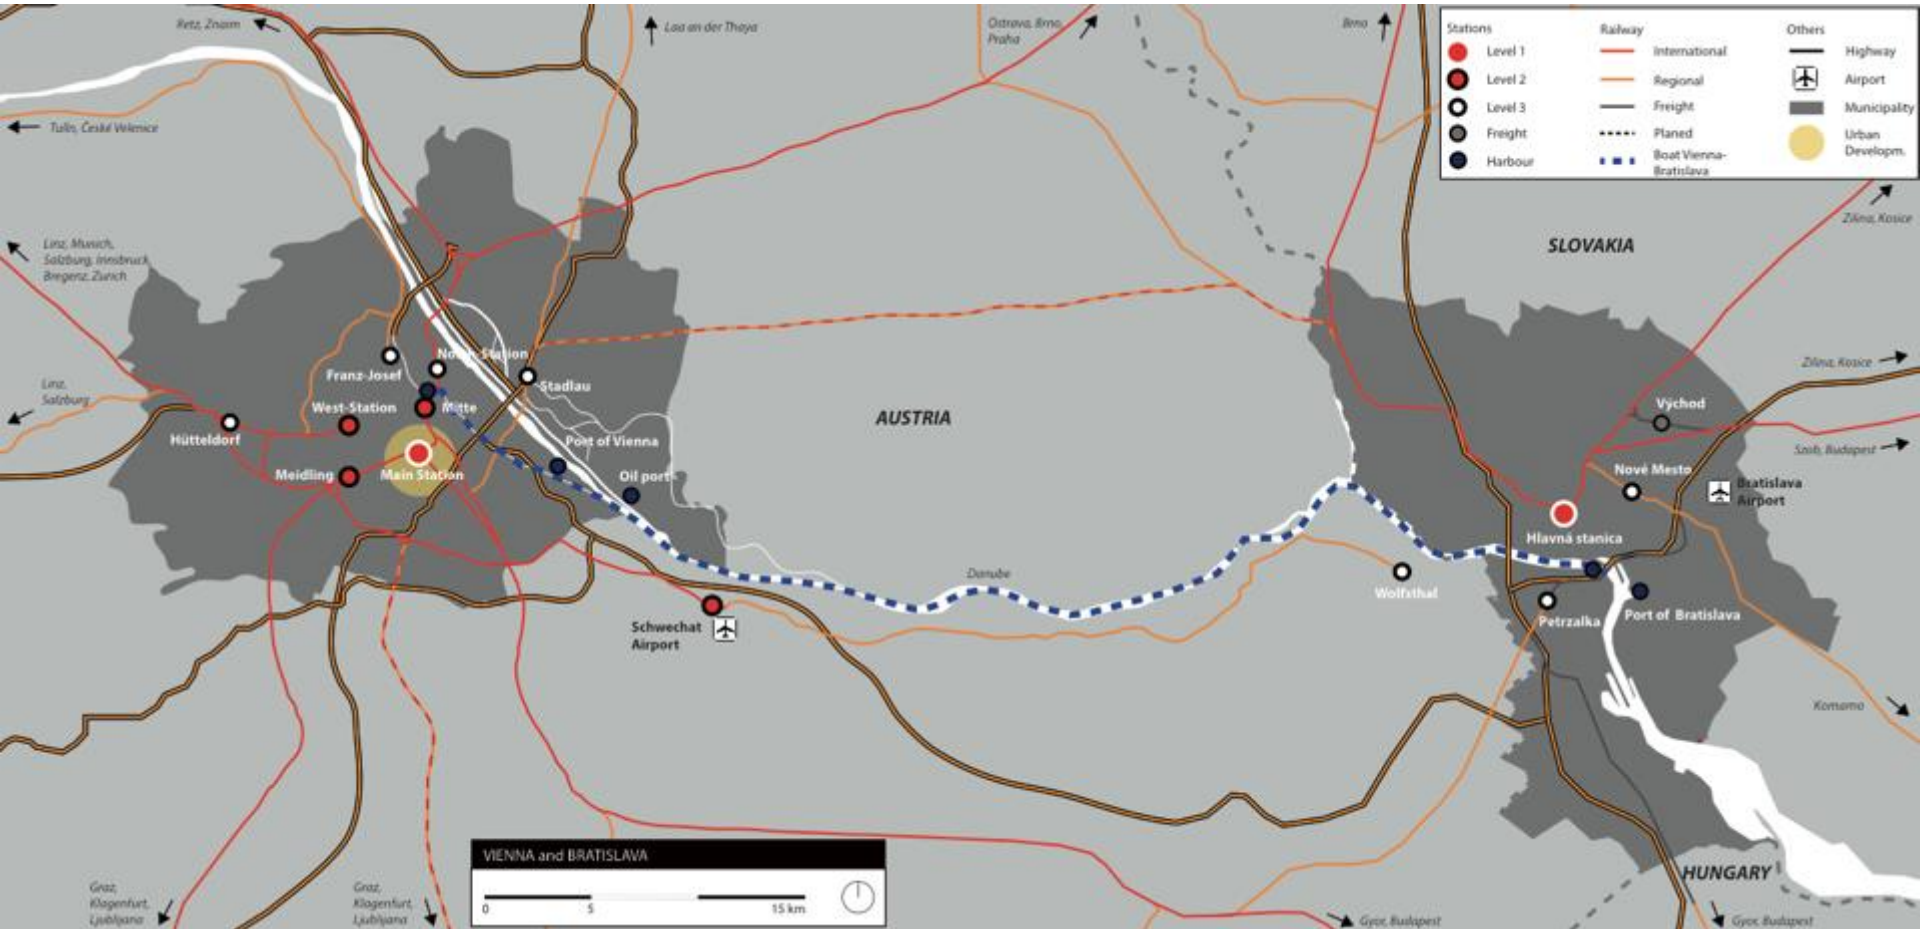 Retz, Znaim
Laa an der Thaya
Ostrava, Brno,
Praha
Brno
Stations
Level 1
Level 2
Level 3
Freight
Harbour
Railway
International
Regional
Freight
Planed
Boat Vienna-
Bratislava
Others
Highway
Airport
Municipality
Urban
Developm.
Tulln, České Velenice
Linz, Munich,
Salzburg, Innsbruck
Bregenz, Zurich
Zilina, Kosice
SLOVAKIA
Linz,
Salzburg
Franz-Josef
North-Station
Stadlau
West-Station
Mitte
Hütteldorf
Meidling
Main Station
Port of Vienna
Oil port
AUSTRIA
Zilina, Kosice
Východ
Szob, Budapest
Nové Mesto
Bratislava
Airport
Hlavná stanica
Danube
Wolfsthal
Petrzalka
Port of Bratislava
Schwechat
Airport
Komarno
VIENNA and BRATISLAVA
0
5
15 km
HUNGARY
Graz,
Klagenfurt,
Ljublijana
Graz,
Klagenfurt,
Ljublijana
Gyor, Budapest
Gyor, Budapest